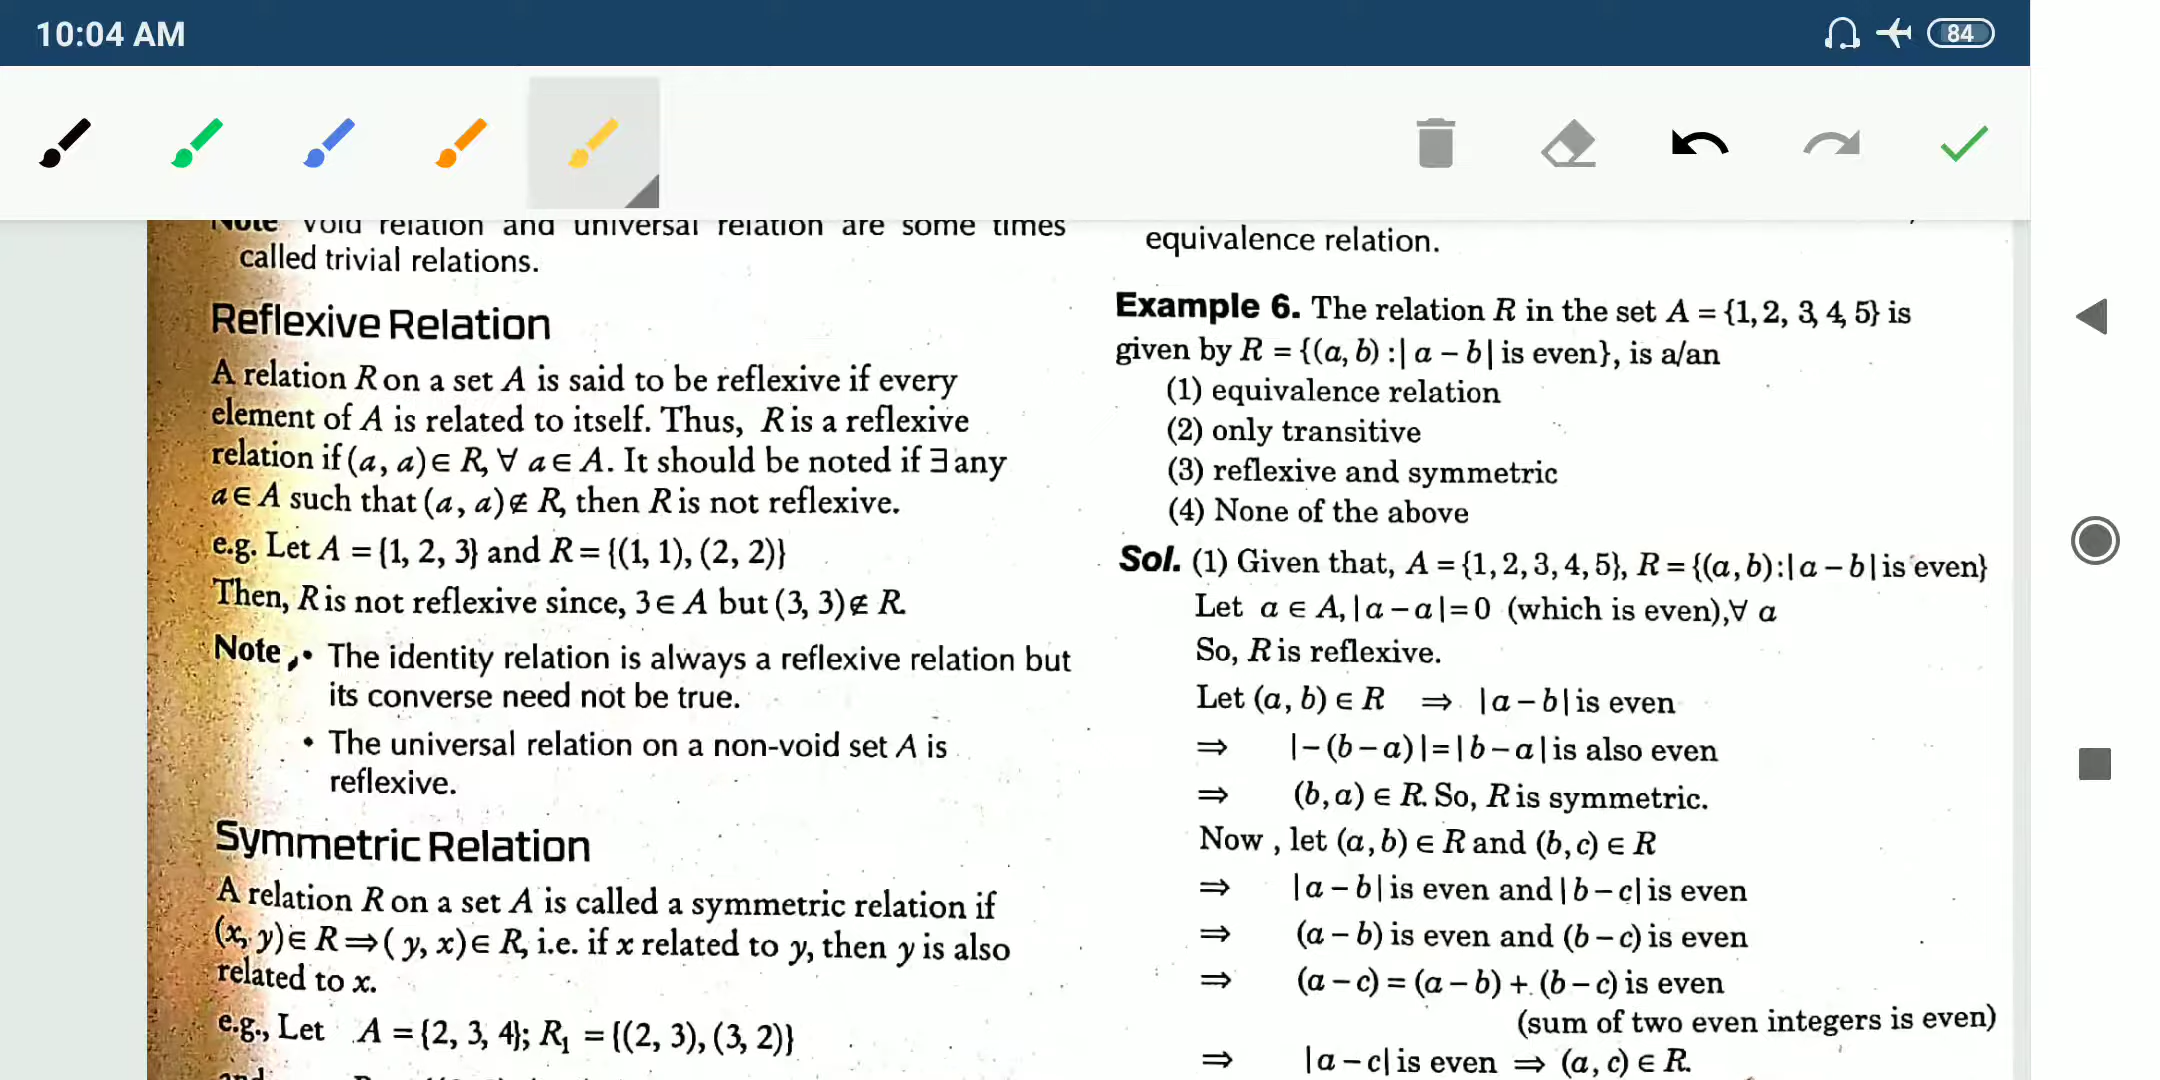 10:04 AM
84
Note Void relation and universal relation are some times
called trivial relations.
Reflexive Relation
A relation R on a set A is said to be reflexive if every
element of A is related to itself. Thus, R is a reflexive
relation if (a, a) ∈ R, ∀ a ∈ A. It should be noted if ∃ any
a ∈ A such that (a, a) ∉ R, then R is not reflexive.
e.g. Let A = {1, 2, 3} and R = {(1, 1), (2, 2)}
Then, R is not reflexive since, 3 ∈ A but (3, 3) ∉ R.
Note • The identity relation is always a reflexive relation but
its converse need not be true.
• The universal relation on a non-void set A is
reflexive.
Symmetric Relation
A relation R on a set A is called a symmetric relation if
(x, y) ∈ R ⇒ (y, x) ∈ R, i.e. if x related to y, then y is also
related to x.
e.g., Let A = {2, 3, 4}; R₁ = {(2, 3), (3, 2)}
and
equivalence relation.
Example 6. The relation R in the set A = {1, 2, 3, 4, 5} is
given by R = {(a, b) :| a − b| is even}, is a/an
(1) equivalence relation
(2) only transitive
(3) reflexive and symmetric
(4) None of the above
Sol. (1) Given that, A = {1, 2, 3, 4, 5}, R = {(a, b):|a − b| is even}
Let a ∈ A, |a − a| = 0 (which is even), ∀ a
So, R is reflexive.
Let (a, b) ∈ R ⇒ |a − b| is even
⇒ |−(b − a)| = |b − a| is also even
⇒ (b, a) ∈ R. So, R is symmetric.
Now , let (a, b) ∈ R and (b, c) ∈ R
⇒ |a − b| is even and |b − c| is even
⇒ (a − b) is even and (b − c) is even
⇒ (a − c) = (a − b) + (b − c) is even
(sum of two even integers is even)
⇒ |a − c| is even ⇒ (a, c) ∈ R.